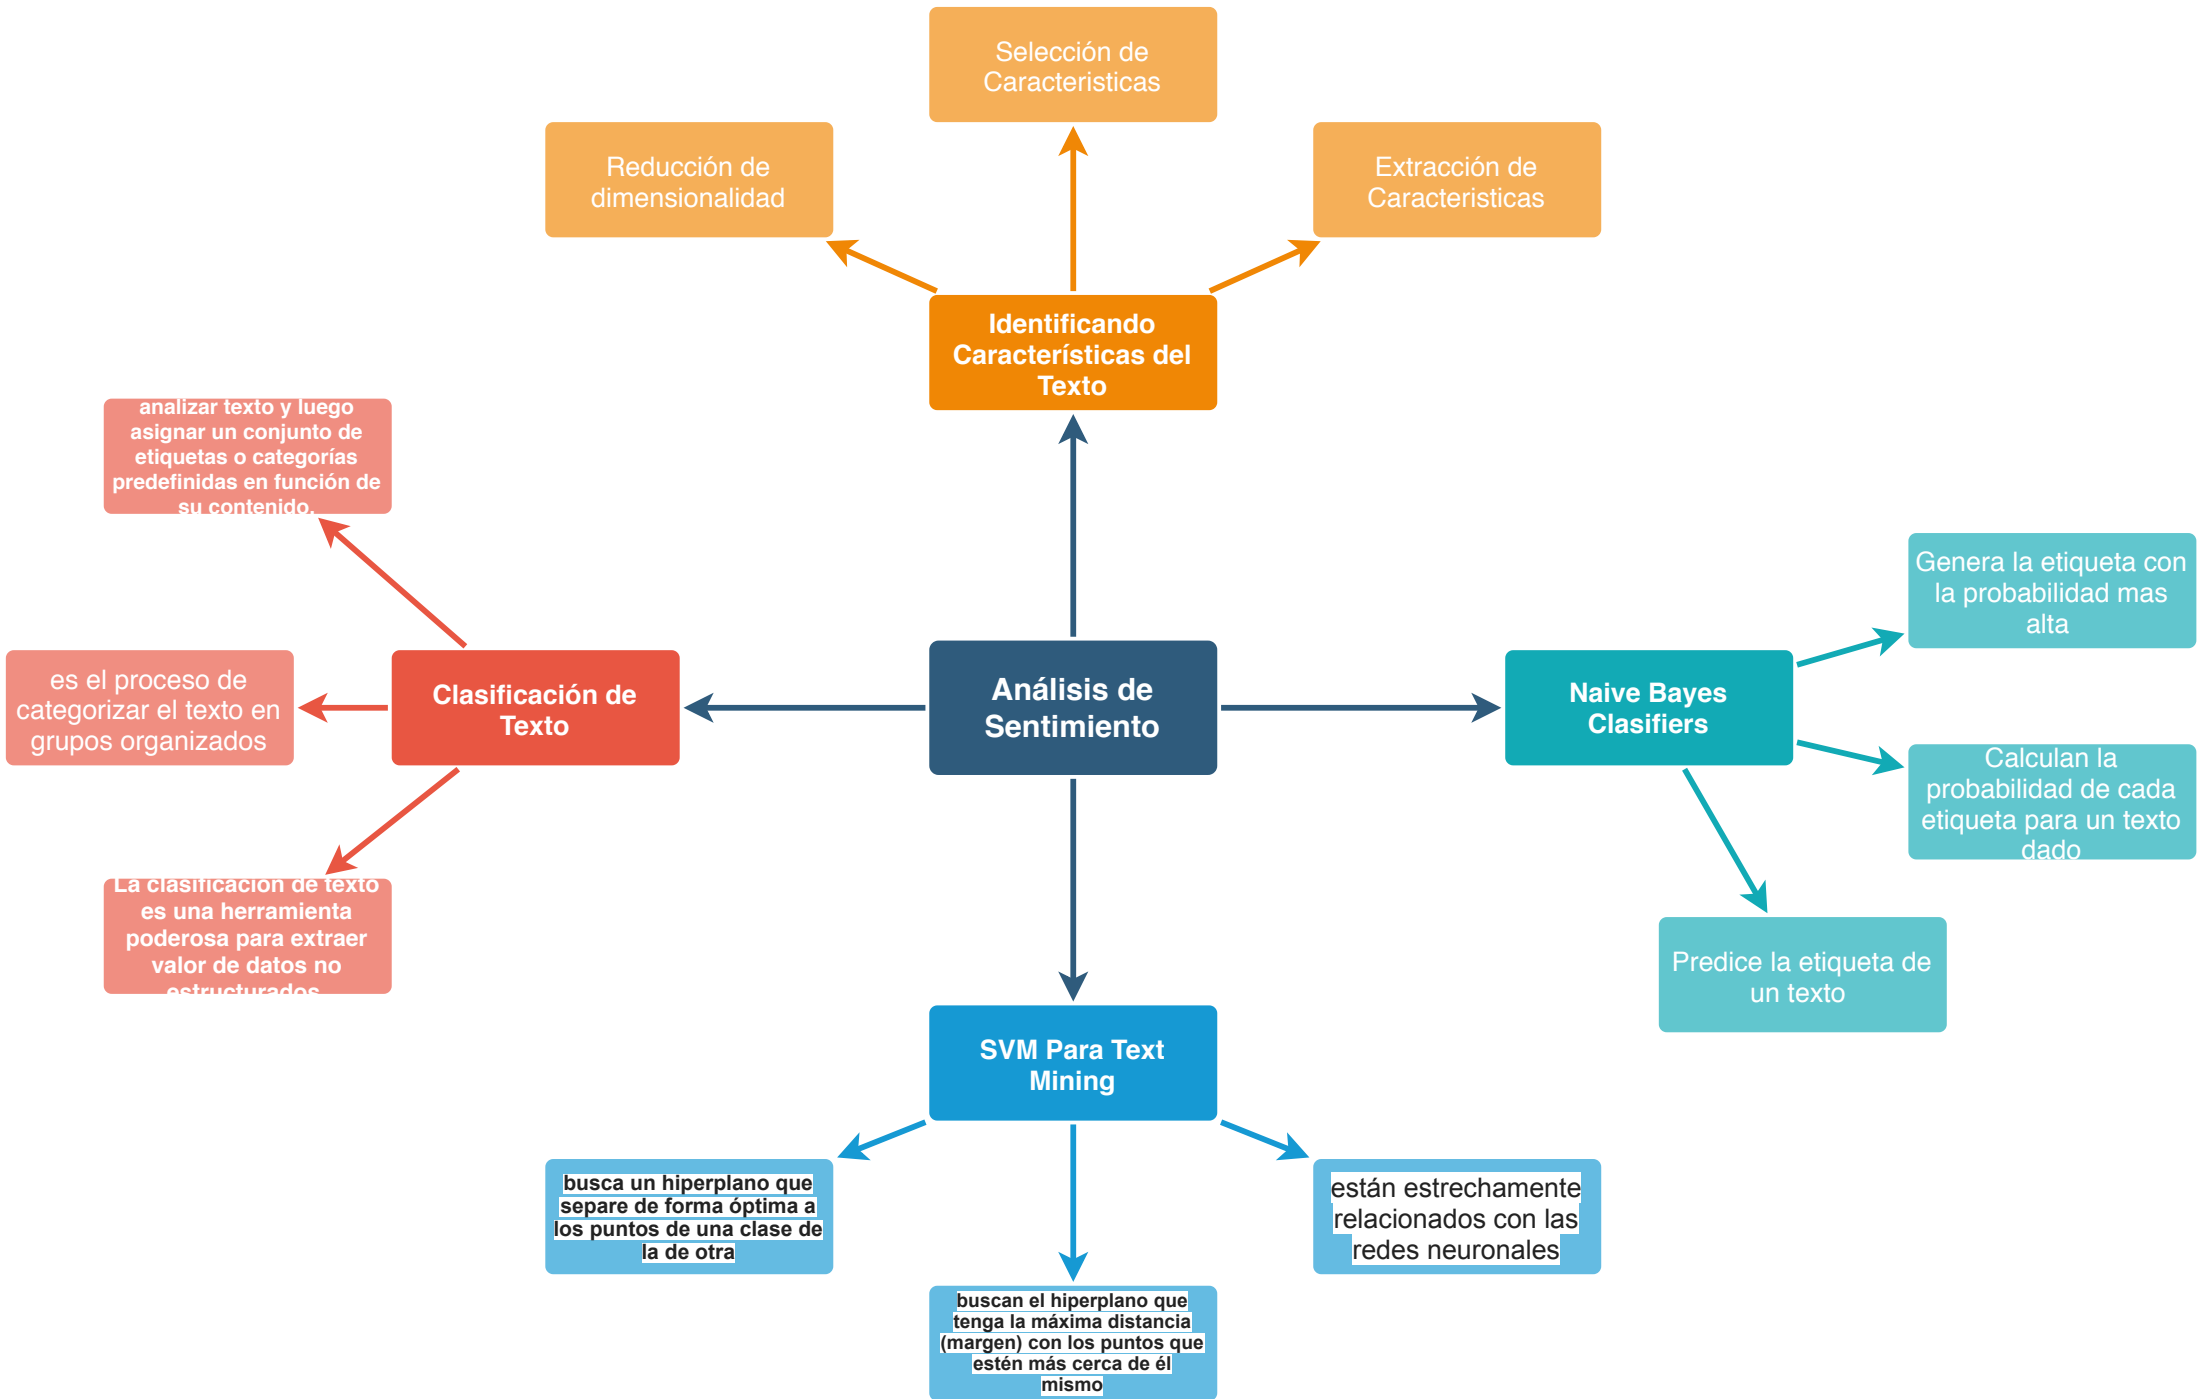 Selección de
Caracteristicas
Reducción de
dimensionalidad
Extracción de
Caracteristicas
Identificando
Características del
Texto
analizar texto y luego
asignar un conjunto de
etiquetas o categorías
predefinidas en función de
su contenido.
Genera la etiqueta con
la probabilidad mas
alta
es el proceso de
categorizar el texto en
grupos organizados
Clasificación de
Texto
Análisis de
Sentimiento
Naive Bayes
Clasifiers
Calculan la
probabilidad de cada
etiqueta para un texto
dado
La clasificación de texto
es una herramienta
poderosa para extraer
valor de datos no
estructurados
Predice la etiqueta de
un texto
SVM Para Text
Mining
busca un hiperplano que
separe de forma óptima a
los puntos de una clase de
la de otra
están estrechamente
relacionados con las
redes neuronales
buscan el hiperplano que
tenga la máxima distancia
(margen) con los puntos que
estén más cerca de él
mismo